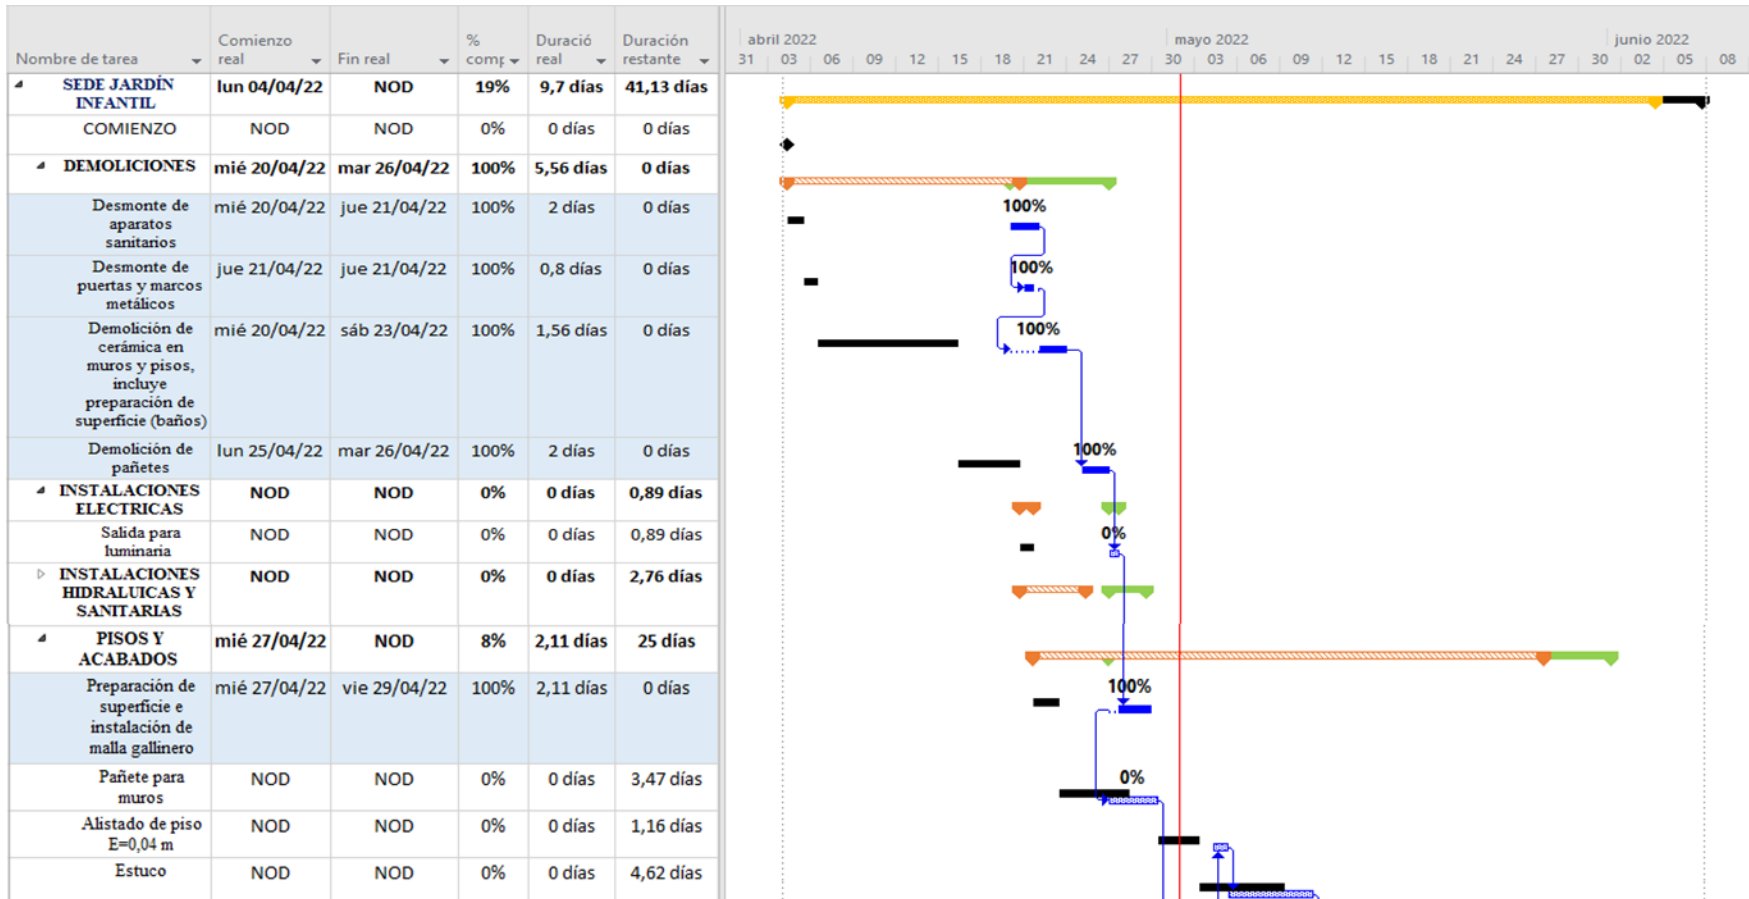 abril 2022 mayo 2022 junio 2022
Comienzo % Duració Duración
Nombre de tarea real Fin real comp real restante 31 03 06 09 12 15 18 21 24 27 30 03 06 09 12 15 18 21 24 27 30 02 05 08
SEDE JARDÍN lun 04/04/22 NOD 19% 9,7 días 41,13 días
INFANTIL
COMIENZO NOD NOD 0% 0 días 0 días
DEMOLICIONES mié 20/04/22 mar 26/04/22 100% 5,56 días 0 días
Desmonte de mié 20/04/22 jue 21/04/22 100% 2 días 0 días 100%
aparatos
sanitarios
Desmonte de jue 21/04/22 jue 21/04/22 100% 0,8 días 0 días 100%
puertas y marcos
metálicos
Demolición de mié 20/04/22 sáb 23/04/22 100% 1,56 días 0 días 100%
cerámica en
muros y pisos,
incluye
preparación de
superficie (baños)
Demolición de lun 25/04/22 mar 26/04/22 100% 2 días 0 días 100%
pañetes
INSTALACIONES NOD NOD 0% 0 días 0,89 días
ELECTRICAS
Salida para NOD NOD 0% 0 días 0,89 días 0%
luminaria
INSTALACIONES NOD NOD 0% 0 días 2,76 días
HIDRALUICAS Y
SANITARIAS
PISOS Y mié 27/04/22 NOD 8% 2,11 días 25 días
ACABADOS
Preparación de mié 27/04/22 vie 29/04/22 100% 2,11 días 0 días 100%
superficie e
instalación de
malla gallinero
Pañete para NOD NOD 0% 0 días 3,47 días 0%
muros
Alistado de piso NOD NOD 0% 0 días 1,16 días
E=0,04 m
Estuco NOD NOD 0% 0 días 4,62 días